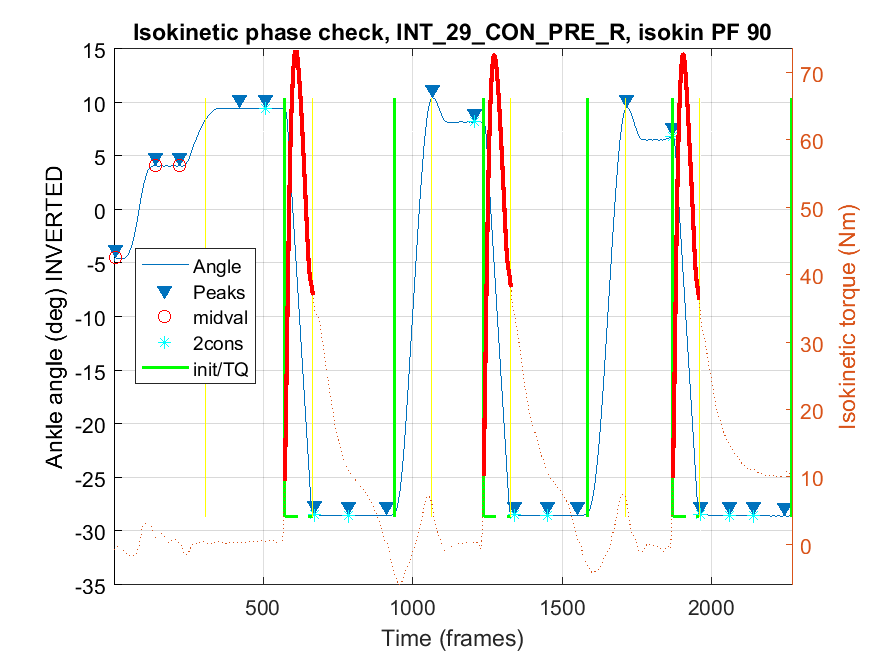 Isokinetic phase check, INT_29_CON_PRE_R, isokin PF 90
15
10
5
0
-5
-10
-15
-20
-25
-30
-35
Ankle angle (deg) INVERTED
Angle
Peaks
midval
2cons
init/TQ
70
60
50
40
30
20
10
0
Isokinetic torque (Nm)
500
1000
1500
2000
Time (frames)